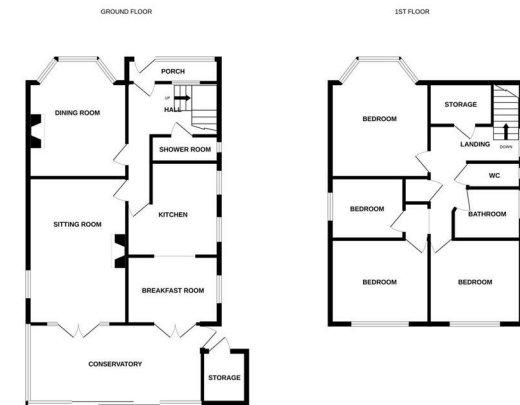 GROUND FLOOR
1ST FLOOR
PORCH
UP
HALL
DINING ROOM
SHOWER ROOM
KITCHEN
SITTING ROOM
BREAKFAST ROOM
CONSERVATORY
STORAGE
STORAGE
BEDROOM
LANDING
DOWN
WC
BEDROOM
BATHROOM
BEDROOM
BEDROOM